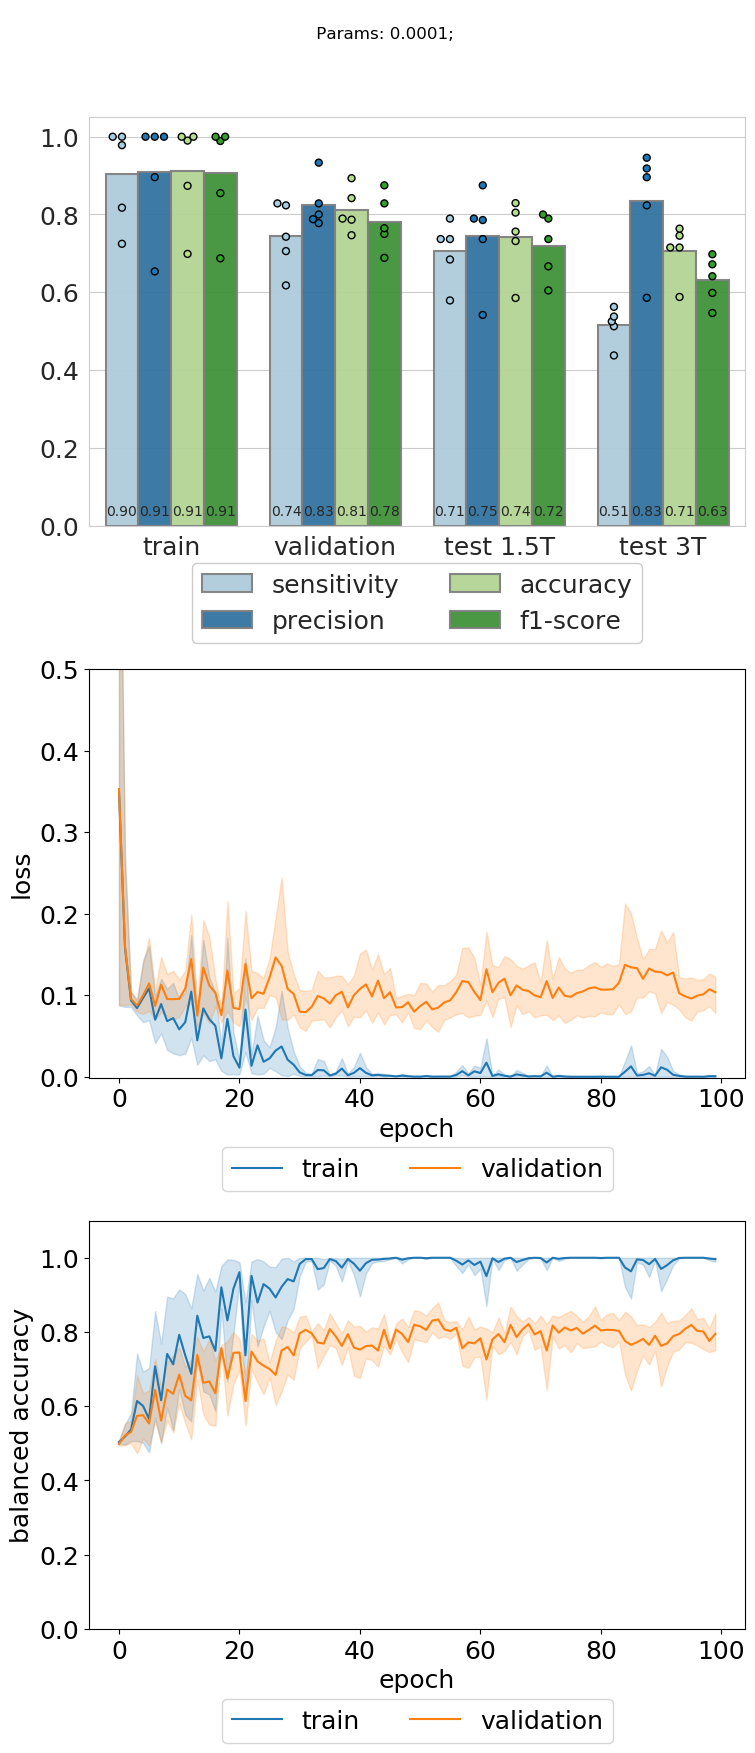 Params: 0.0001;
1.0
0.8
0.6
0.4
0.2
0.0
0.90 0.91 0.91 0.91 0.74 0.83 0.81 0.78 0.71 0.75 0.74 0.72 0.51 0.83 0.71 0.63
train validation test 1.5T test 3T
sensitivity accuracy
precision f1-score
0.5
0.4
0.3
0.2
0.1
0.0
loss
0 20 40 60 80 100
epoch
train validation
1.0
0.8
0.6
0.4
0.2
0.0
balanced accuracy
0 20 40 60 80 100
epoch
train validation